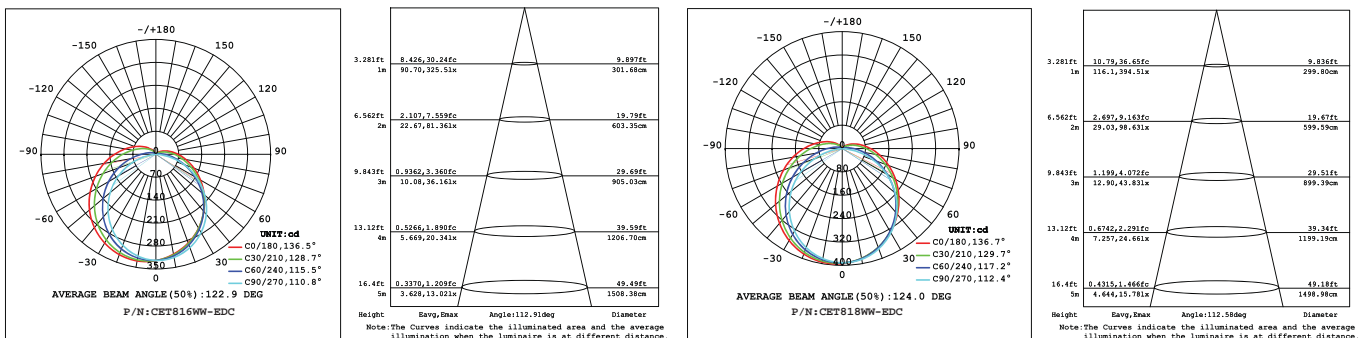 -/+180
-150
150
-120
120
-90
90
0
70
-60
140
60
210
UNIT:cd
280
C0/180,136.5°
-30
30
C30/210,128.7°
350
C60/240,115.5°
0
C90/270,110.8°
AVERAGE BEAM ANGLE(50%):122.9 DEG
P/N:CET816WW-EDC
3.281ft 8.426,30.24fc 9.897ft
1m 90.70,325.5lx 301.68cm
6.562ft 2.107,7.559fc 19.79ft
2m 22.67,81.36lx 603.35cm
9.843ft 0.9362,3.360fc 29.69ft
3m 10.08,36.16lx 905.03cm
13.12ft 0.5266,1.890fc 39.59ft
4m 5.669,20.34lx 1206.70cm
16.4ft 0.3370,1.209fc 49.49ft
5m 3.628,13.02lx 1508.38cm
Height Eavg,Emax Angle:112.91deg Diameter
Note:The Curves indicate the illuminated area and the average
illumination when the luminaire is at different distance.
-/+180
-150
150
-120
120
-90
90
0
80
-60
160
60
240
UNIT:cd
320
C0/180,136.7°
-30
30
C30/210,129.7°
400
C60/240,117.2°
0
C90/270,112.4°
AVERAGE BEAM ANGLE(50%):124.0 DEG
P/N:CET818WW-EDC
3.281ft 10.79,36.65fc 9.836ft
1m 116.1,394.5lx 299.80cm
6.562ft 2.697,9.163fc 19.67ft
2m 29.03,98.63lx 599.59cm
9.843ft 1.199,4.072fc 29.51ft
3m 12.90,43.83lx 899.39cm
13.12ft 0.6742,2.291fc 39.34ft
4m 7.257,24.66lx 1199.19cm
16.4ft 0.4315,1.466fc 49.18ft
5m 4.644,15.78lx 1498.98cm
Height Eavg,Emax Angle:112.58deg Diameter
Note:The Curves indicate the illuminated area and the average
illumination when the luminaire is at different distance.